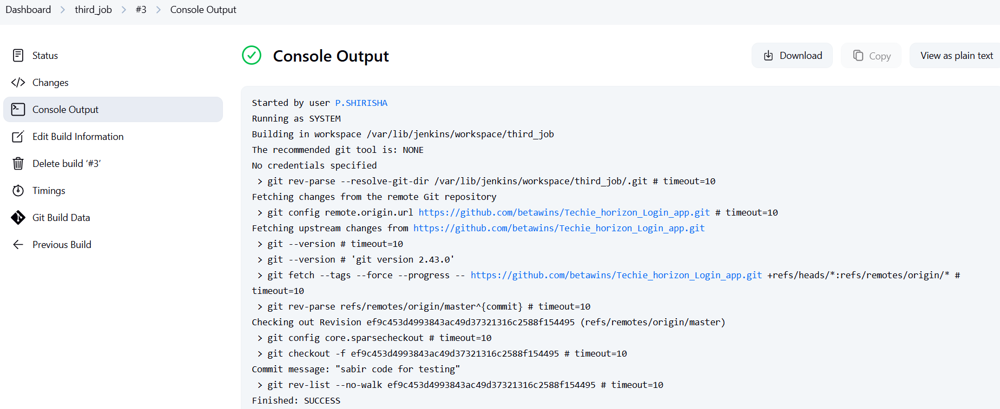 Dashboard > third_job > #3 > Console Output
Status
Changes
Console Output
Edit Build Information
Delete build ‘#3’
Timings
Git Build Data
Previous Build
Console Output
Download
Copy
View as plain text
Started by user P.SHIRISHA
Running as SYSTEM
Building in workspace /var/lib/jenkins/workspace/third_job
The recommended git tool is: NONE
No credentials specified
 > git rev-parse --resolve-git-dir /var/lib/jenkins/workspace/third_job/.git # timeout=10
Fetching changes from the remote Git repository
 > git config remote.origin.url https://github.com/betawins/Techie_horizon_Login_app.git # timeout=10
Fetching upstream changes from https://github.com/betawins/Techie_horizon_Login_app.git
 > git --version # timeout=10
 > git --version # 'git version 2.43.0'
 > git fetch --tags --force --progress -- https://github.com/betawins/Techie_horizon_Login_app.git +refs/heads/*:refs/remotes/origin/* #
timeout=10
 > git rev-parse refs/remotes/origin/master^{commit} # timeout=10
Checking out Revision ef9c453d4993843ac49d37321316c2588f154495 (refs/remotes/origin/master)
 > git config core.sparsecheckout # timeout=10
 > git checkout -f ef9c453d4993843ac49d37321316c2588f154495 # timeout=10
Commit message: "sabir code for testing"
 > git rev-list --no-walk ef9c453d4993843ac49d37321316c2588f154495 # timeout=10
Finished: SUCCESS